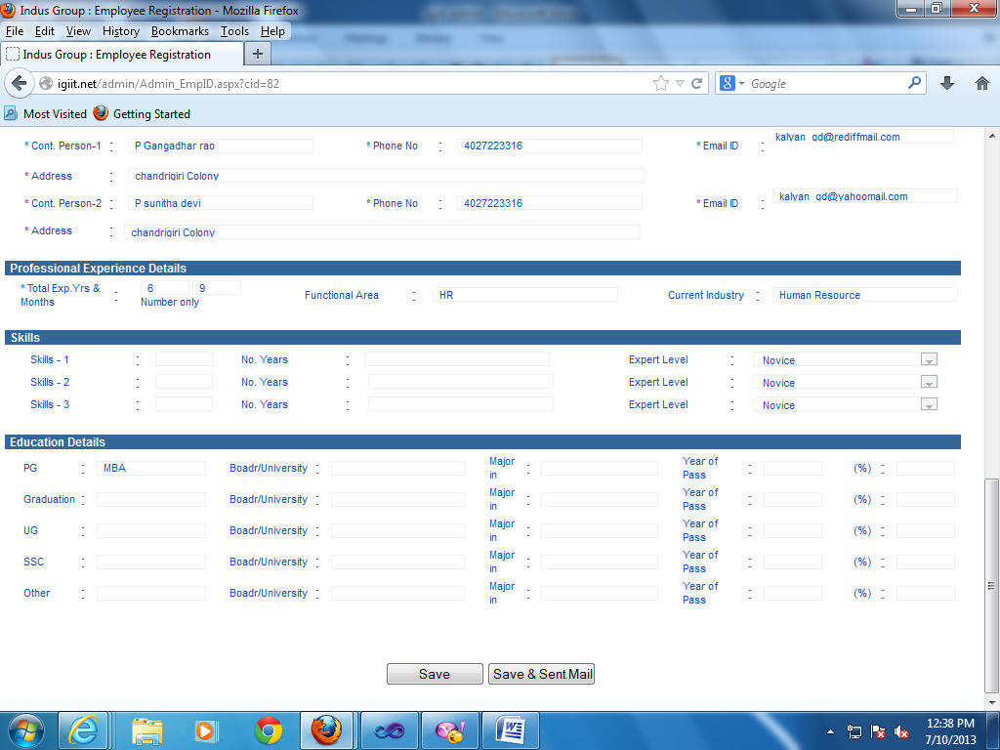 Indus Group : Employee Registration - Mozilla Firefox
File Edit View History Bookmarks Tools Help
Indus Group : Employee Registration +
igiit.net/admin/Admin_EmpID.aspx?cid=82 8 Google
Most Visited Getting Started
* Cont. Person-1 : P Gangadhar rao * Phone No : 4027223316 * Email ID : kalyan_gd@rediffmail.com
* Address : chandrigiri Colony
* Cont. Person-2 : P sunitha devi * Phone No : 4027223316 * Email ID : kalyan_gd@yahoomail.com
* Address : chandrigiri Colony
Professional Experience Details
* Total Exp.Yrs & Months : 6 9 Functional Area : HR Current Industry : Human Resource
Number only
Skills
Skills - 1 : No. Years : Expert Level : Novice
Skills - 2 : No. Years : Expert Level : Novice
Skills - 3 : No. Years : Expert Level : Novice
Education Details
PG : MBA Boadr/University : Major in : Year of Pass : (%) :
Graduation : Boadr/University : Major in : Year of Pass : (%) :
UG : Boadr/University : Major in : Year of Pass : (%) :
SSC : Boadr/University : Major in : Year of Pass : (%) :
Other : Boadr/University : Major in : Year of Pass : (%) :
Save Save & Sent Mail
12:38 PM
7/10/2013